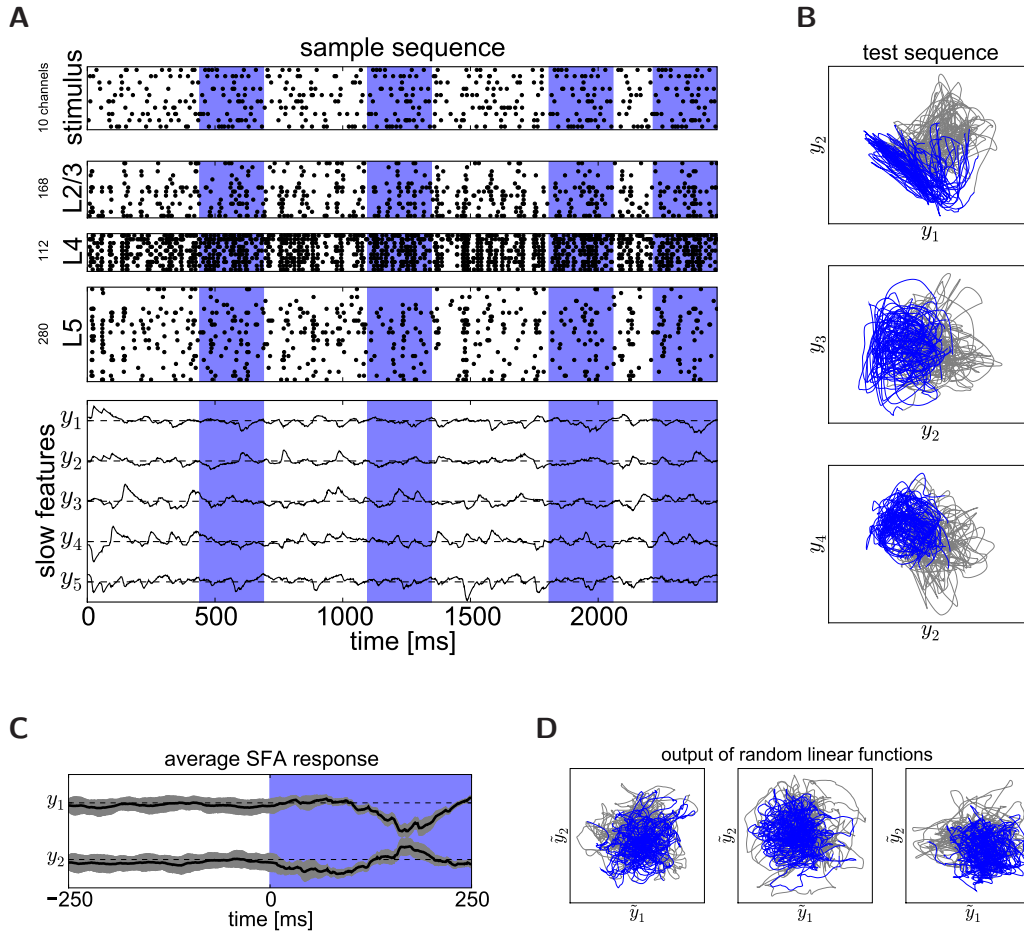 A
sample sequence
10 channels
stimulus
168
L2/3
112
L4
280
L5
slow features
y1
y2
y3
y4
y5
0
500
1000
1500
2000
time [ms]
B
test sequence
y2
y1
y3
y2
y4
y2
C
average SFA response
y1
y2
−250
0
250
time [ms]
D
output of random linear functions
ỹ2
ỹ1
ỹ2
ỹ1
ỹ2
ỹ1